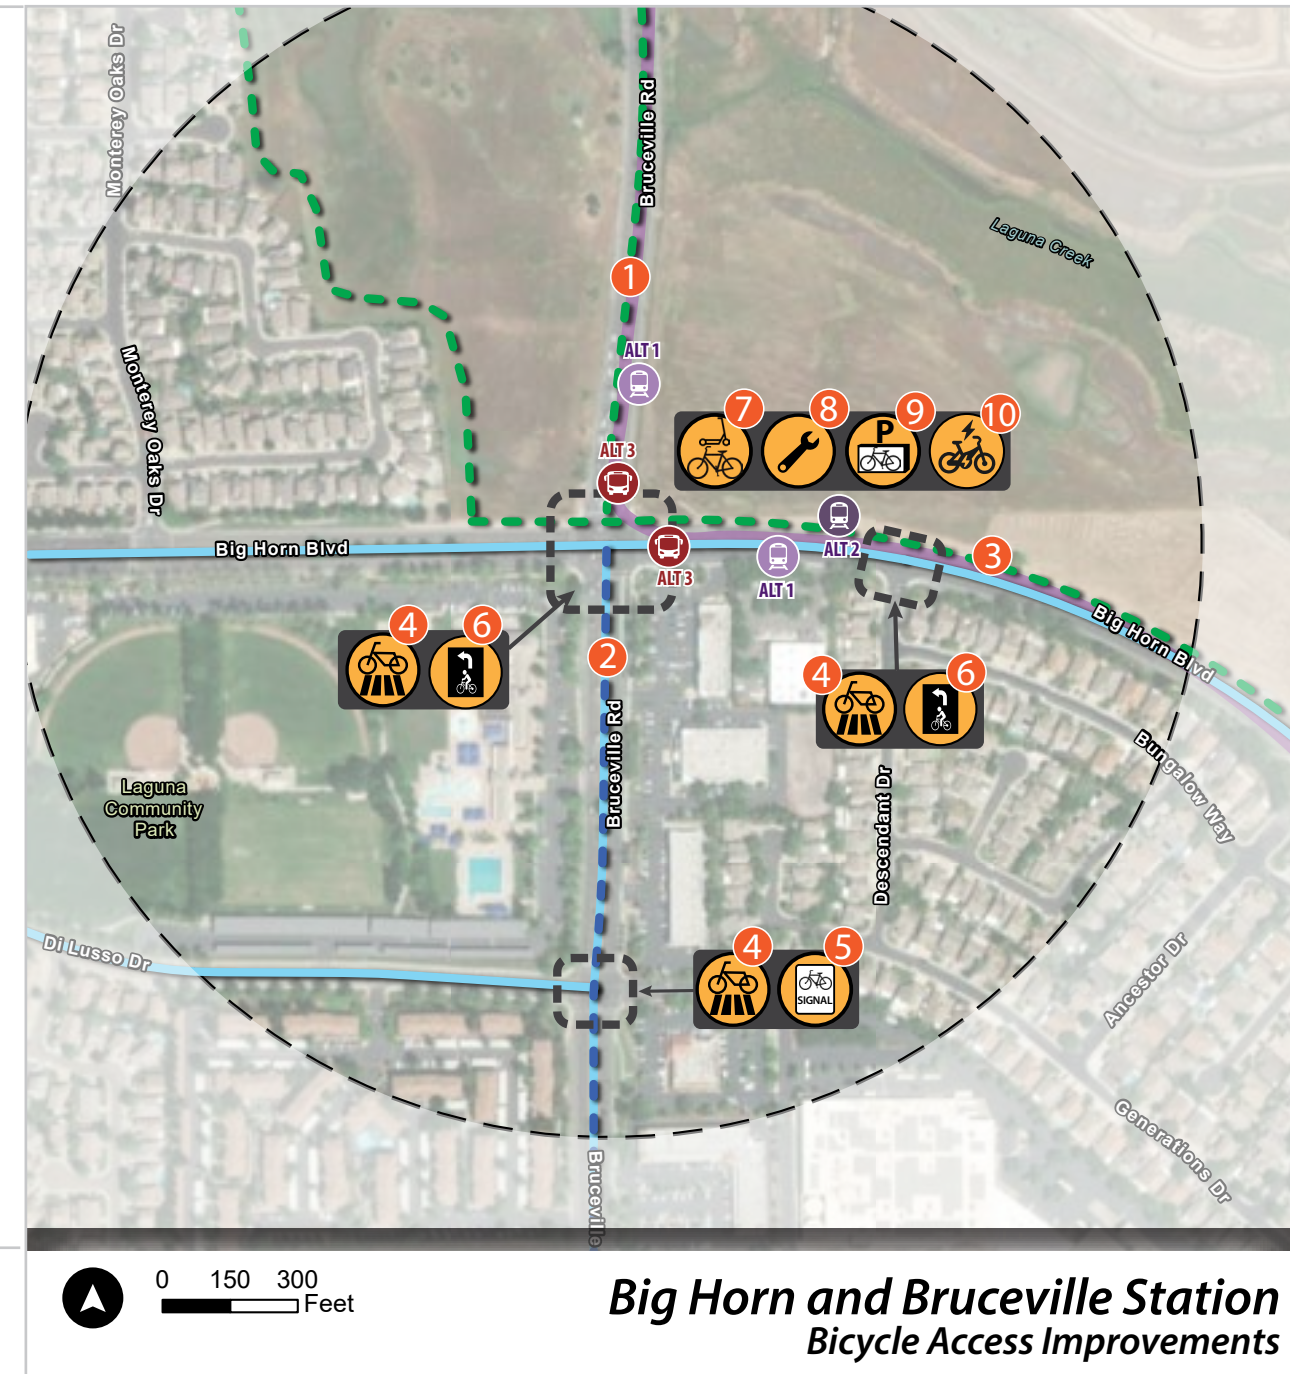 Monterey Oaks Dr
Bruceville Rd
Laguna Creek
1
ALT 1
Monterey Oaks Dr
7
8
9
10
P
ALT 3
Big Horn Blvd
ALT 3
ALT 1
ALT 2
3
Big Horn Blvd
4
6
2
4
6
Bruceville Rd
Descendant Dr
Bungalow Way
Laguna
Community
Park
Di Lusso Dr
4
5
SIGNAL
Ancestor Dr
Generations Dr
Bruceville
0 150 300
Feet
Big Horn and Bruceville Station
Bicycle Access Improvements